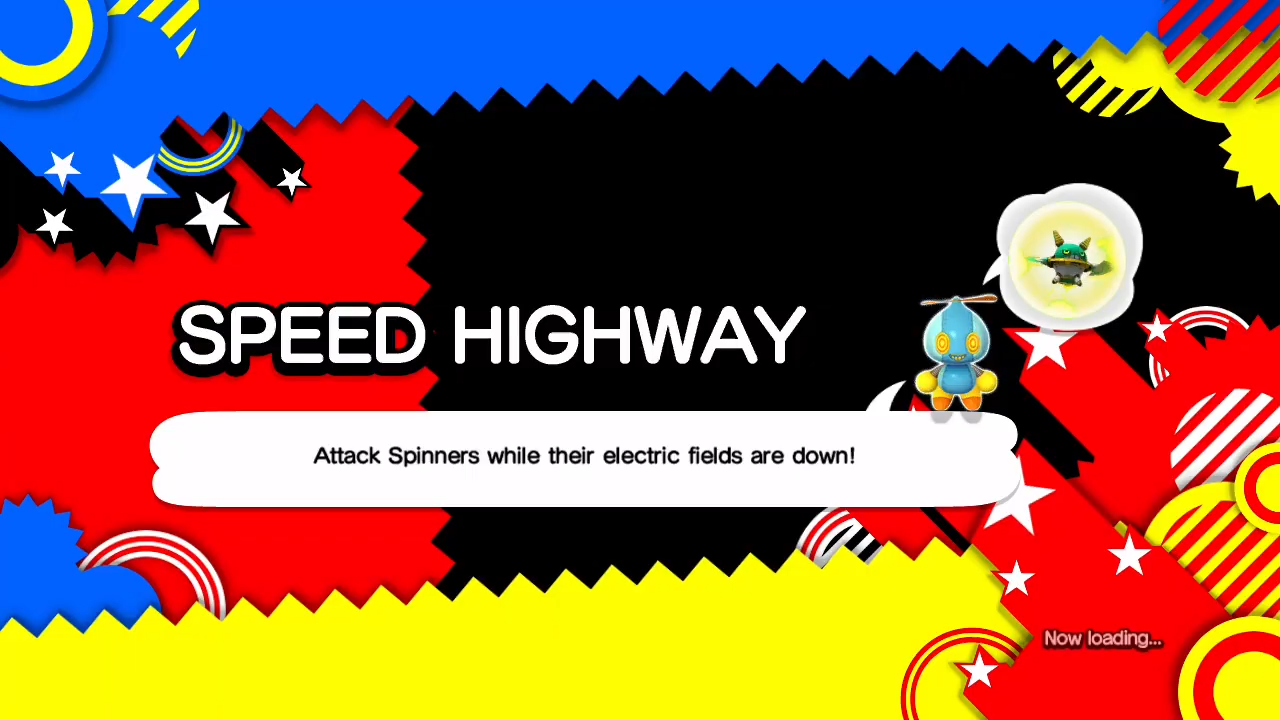 SPEED HIGHWAY
Attack Spinners while their electric fields are down!
Now loading...